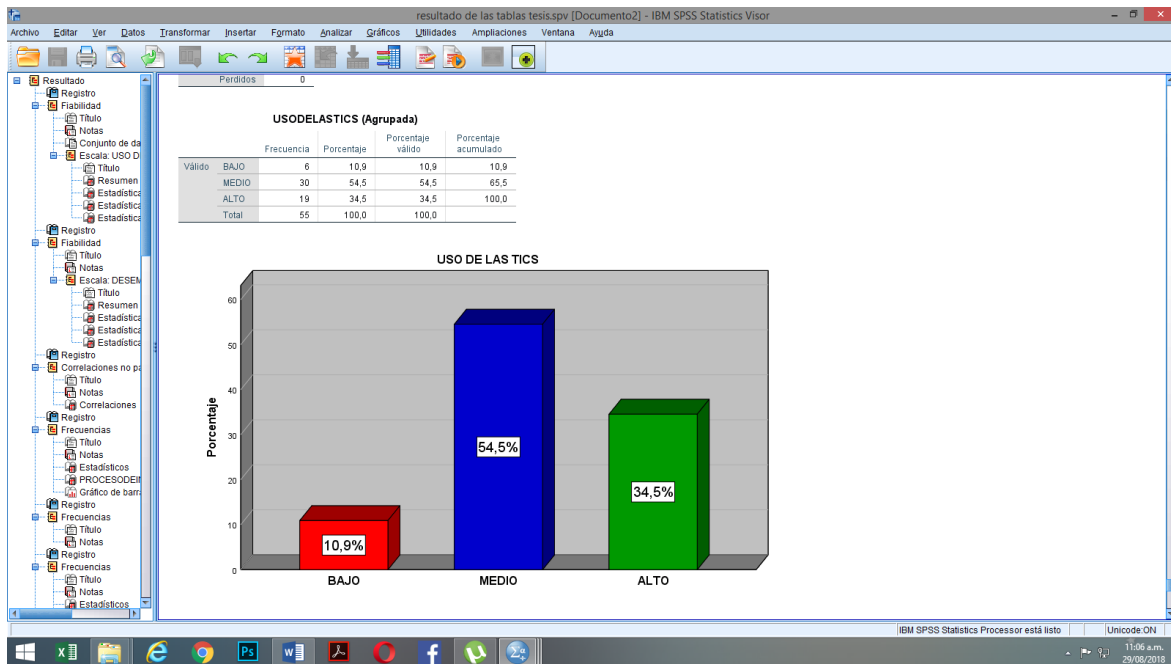 resultado de las tablas tesis.spv [Documento2] - IBM SPSS Statistics Visor
Archivo Editar Ver Datos Transformar Insertar Formato Analizar Gráficos Utilidades Ampliaciones Ventana Ayuda
Resultado
Registro
Fiabilidad
Título
Notas
Conjunto de da
Escala: USO D
Título
Resumen
Estadística
Estadística
Estadística
Registro
Fiabilidad
Título
Notas
Escala: DESEM
Título
Resumen
Estadística
Estadística
Estadística
Registro
Correlaciones no pa
Título
Notas
Correlaciones
Registro
Frecuencias
Título
Notas
Estadísticos
PROCESODEI
Gráfico de barra
Registro
Frecuencias
Título
Notas
Registro
Frecuencias
Título
Notas
Estadísticos
Perdidos 0
USODELASTICS (Agrupada)
Frecuencia Porcentaje Porcentaje válido Porcentaje acumulado
Válido BAJO 6 10,9 10,9 10,9
MEDIO 30 54,5 54,5 65,5
ALTO 19 34,5 34,5 100,0
Total 55 100,0 100,0
USO DE LAS TICS
Porcentaje
60
50
40
30
20
10
0
10,9%
54,5%
34,5%
BAJO MEDIO ALTO
IBM SPSS Statistics Processor está listo Unicode:ON
Ps
11:06 a.m.
29/08/2018